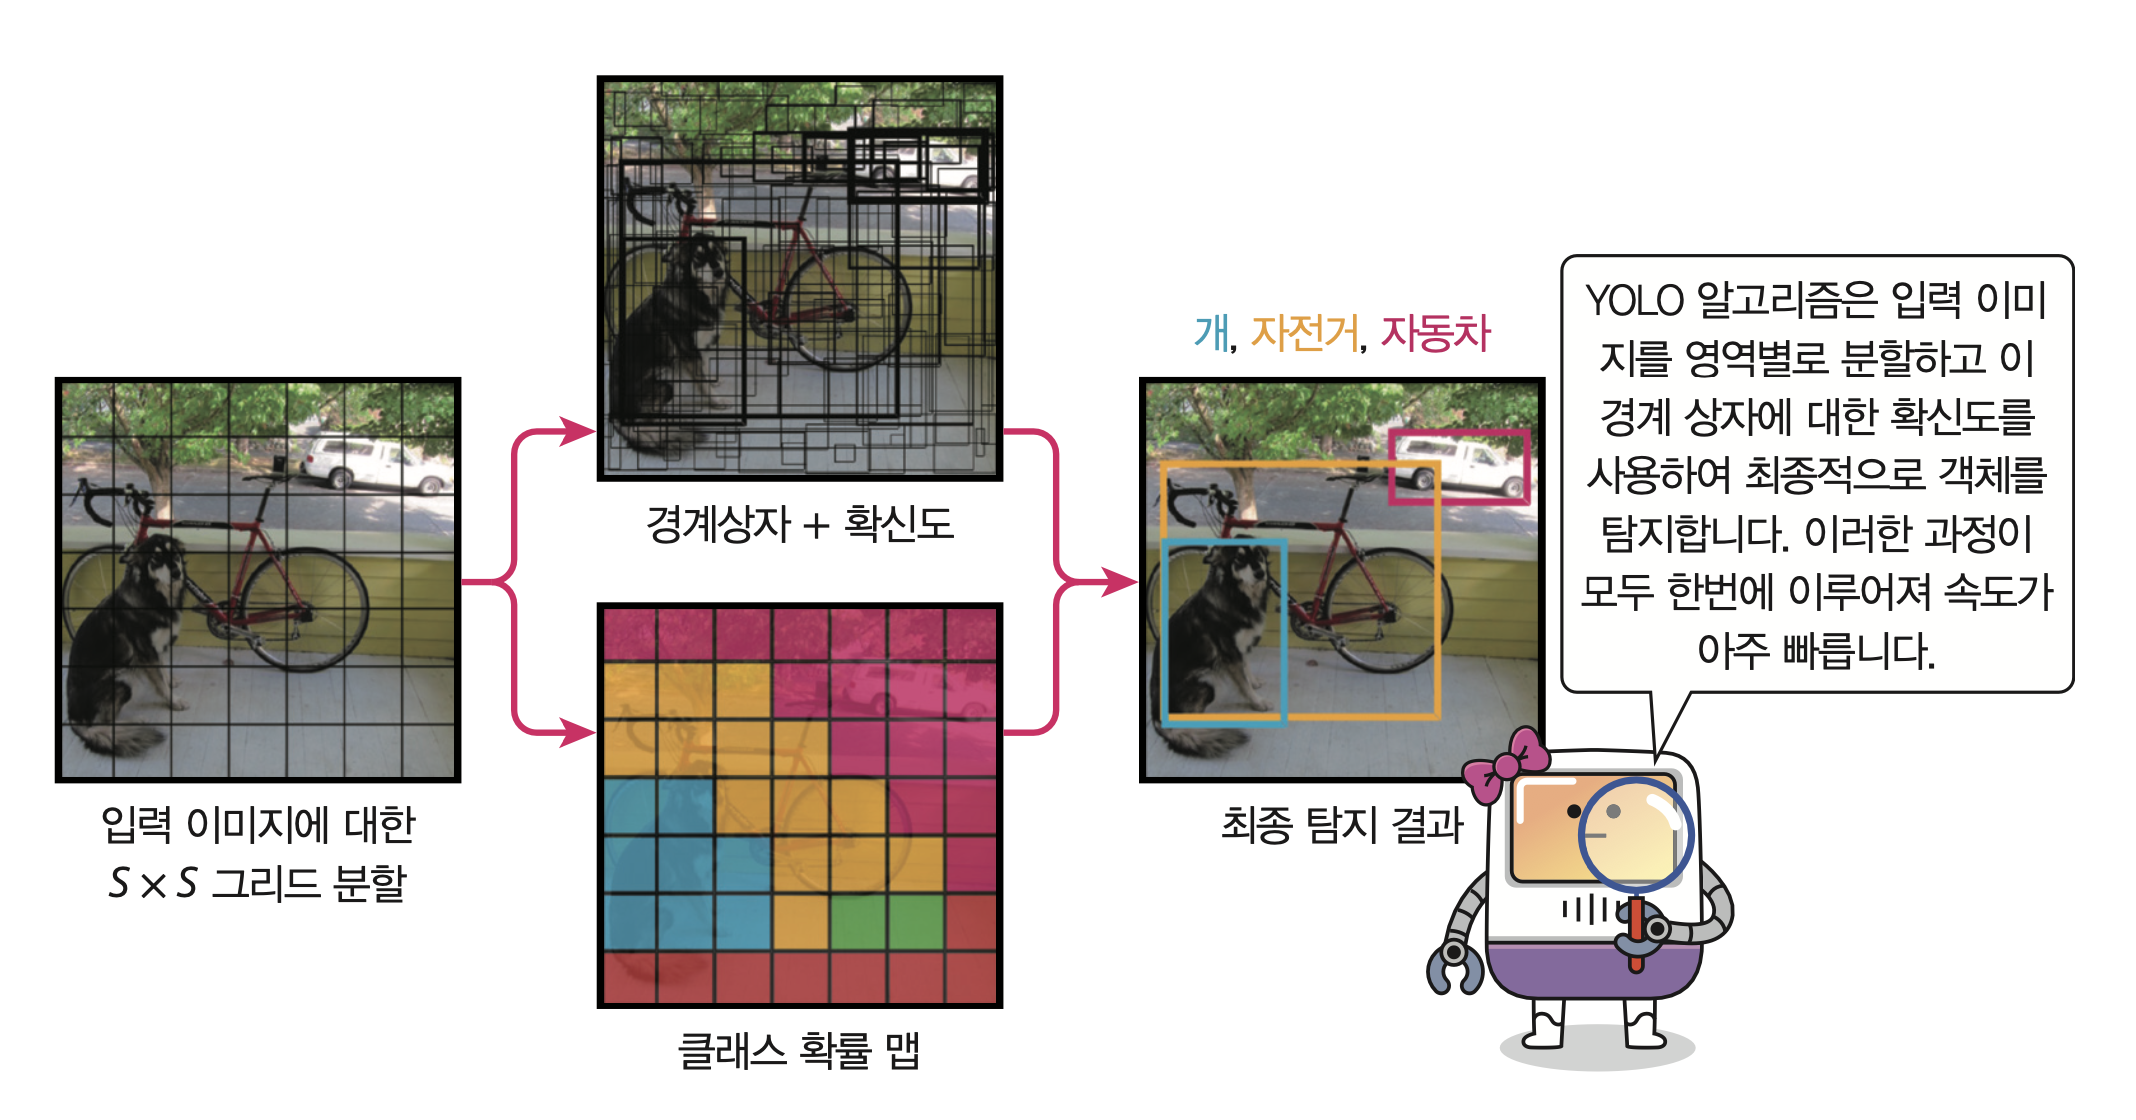 입력 이미지에 대한
S × S 그리드 분할
경계상자 + 확신도
클래스 확률 맵
개, 자전거, 자동차
최종 탐지 결과
YOLO 알고리즘은 입력 이미
지를 영역별로 분할하고 이
경계 상자에 대한 확신도를
사용하여 최종적으로 객체를
탐지합니다. 이러한 과정이
모두 한번에 이루어져 속도가
아주 빠릅니다.